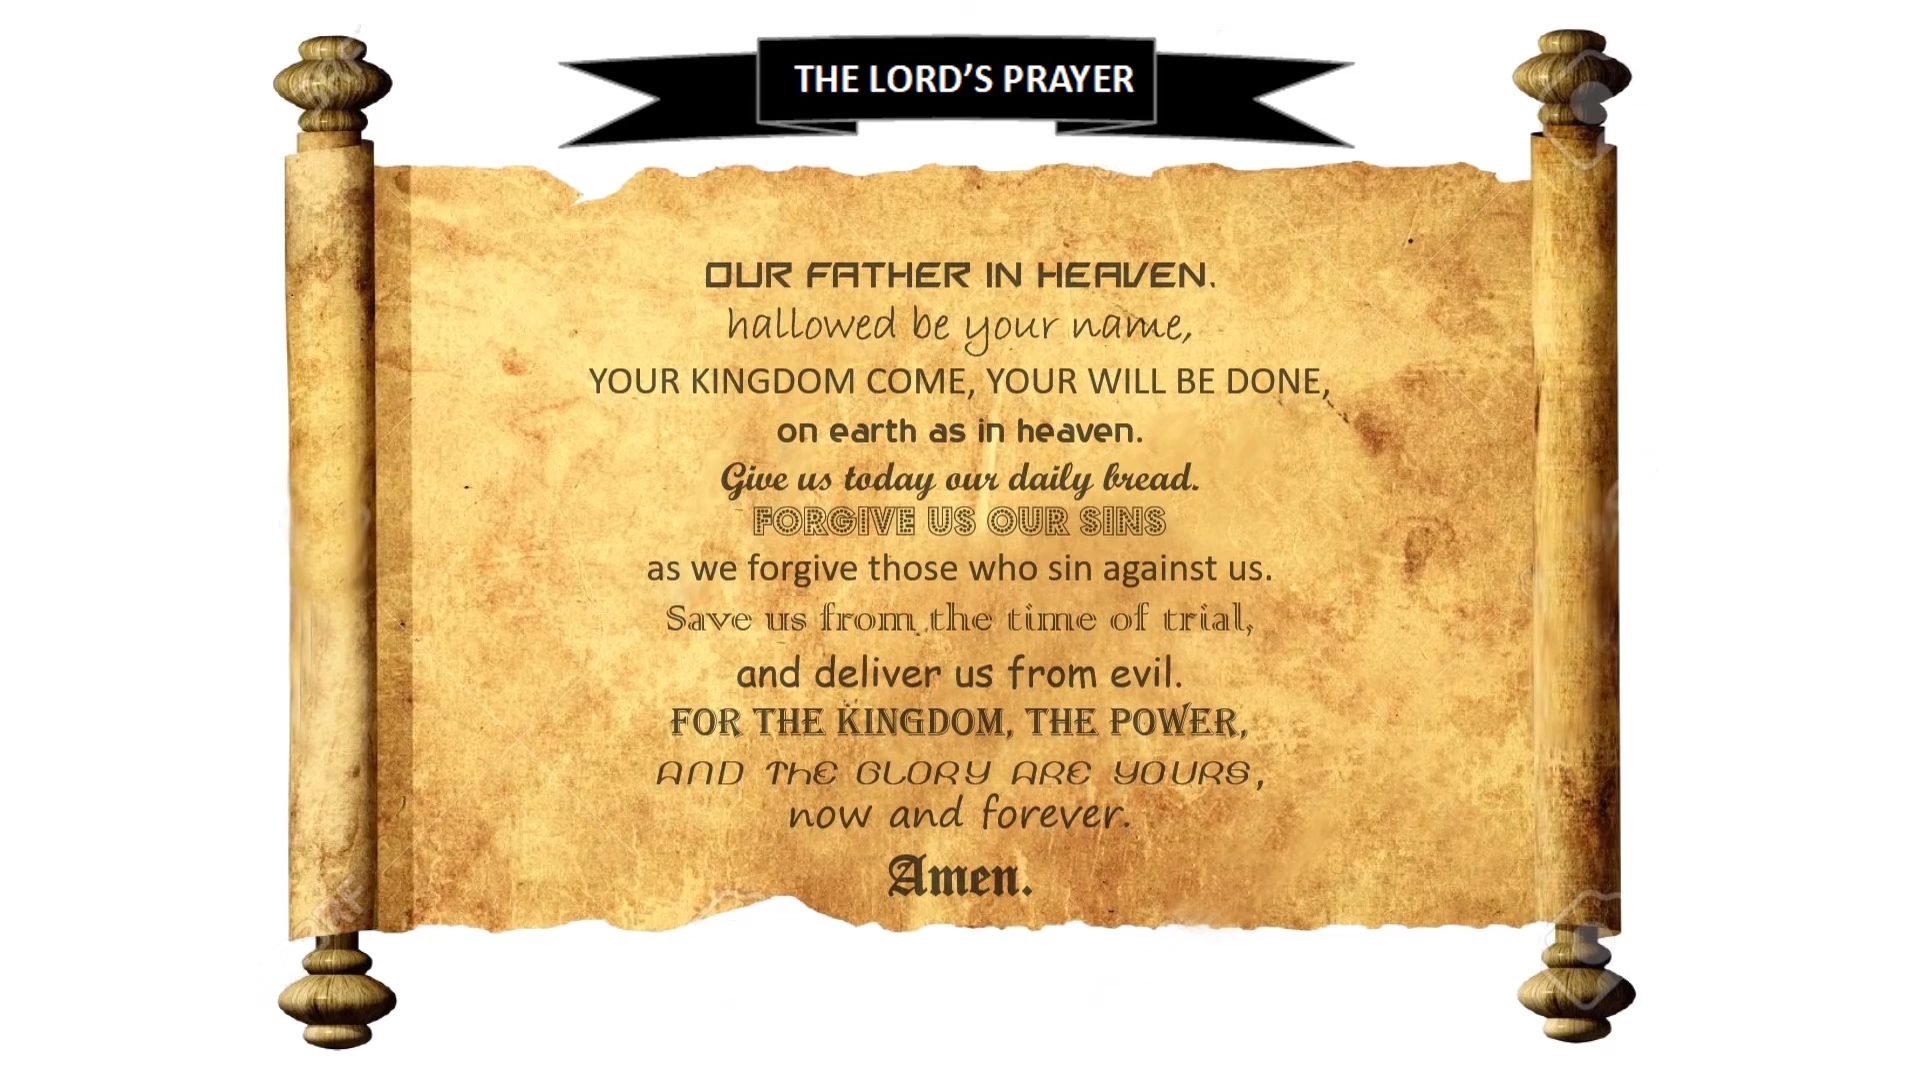 THE LORD’S PRAYER
OUR FATHER IN HEAVEN.
hallowed be your name,
YOUR KINGDOM COME, YOUR WILL BE DONE,
on earth as in heaven.
Give us today our daily bread.
FORGIVE US OUR SINS
as we forgive those who sin against us.
Save us from the time of trial,
and deliver us from evil.
FOR THE KINGDOM, THE POWER,
AND THE GLORY ARE YOURS,
now and forever.
Amen.